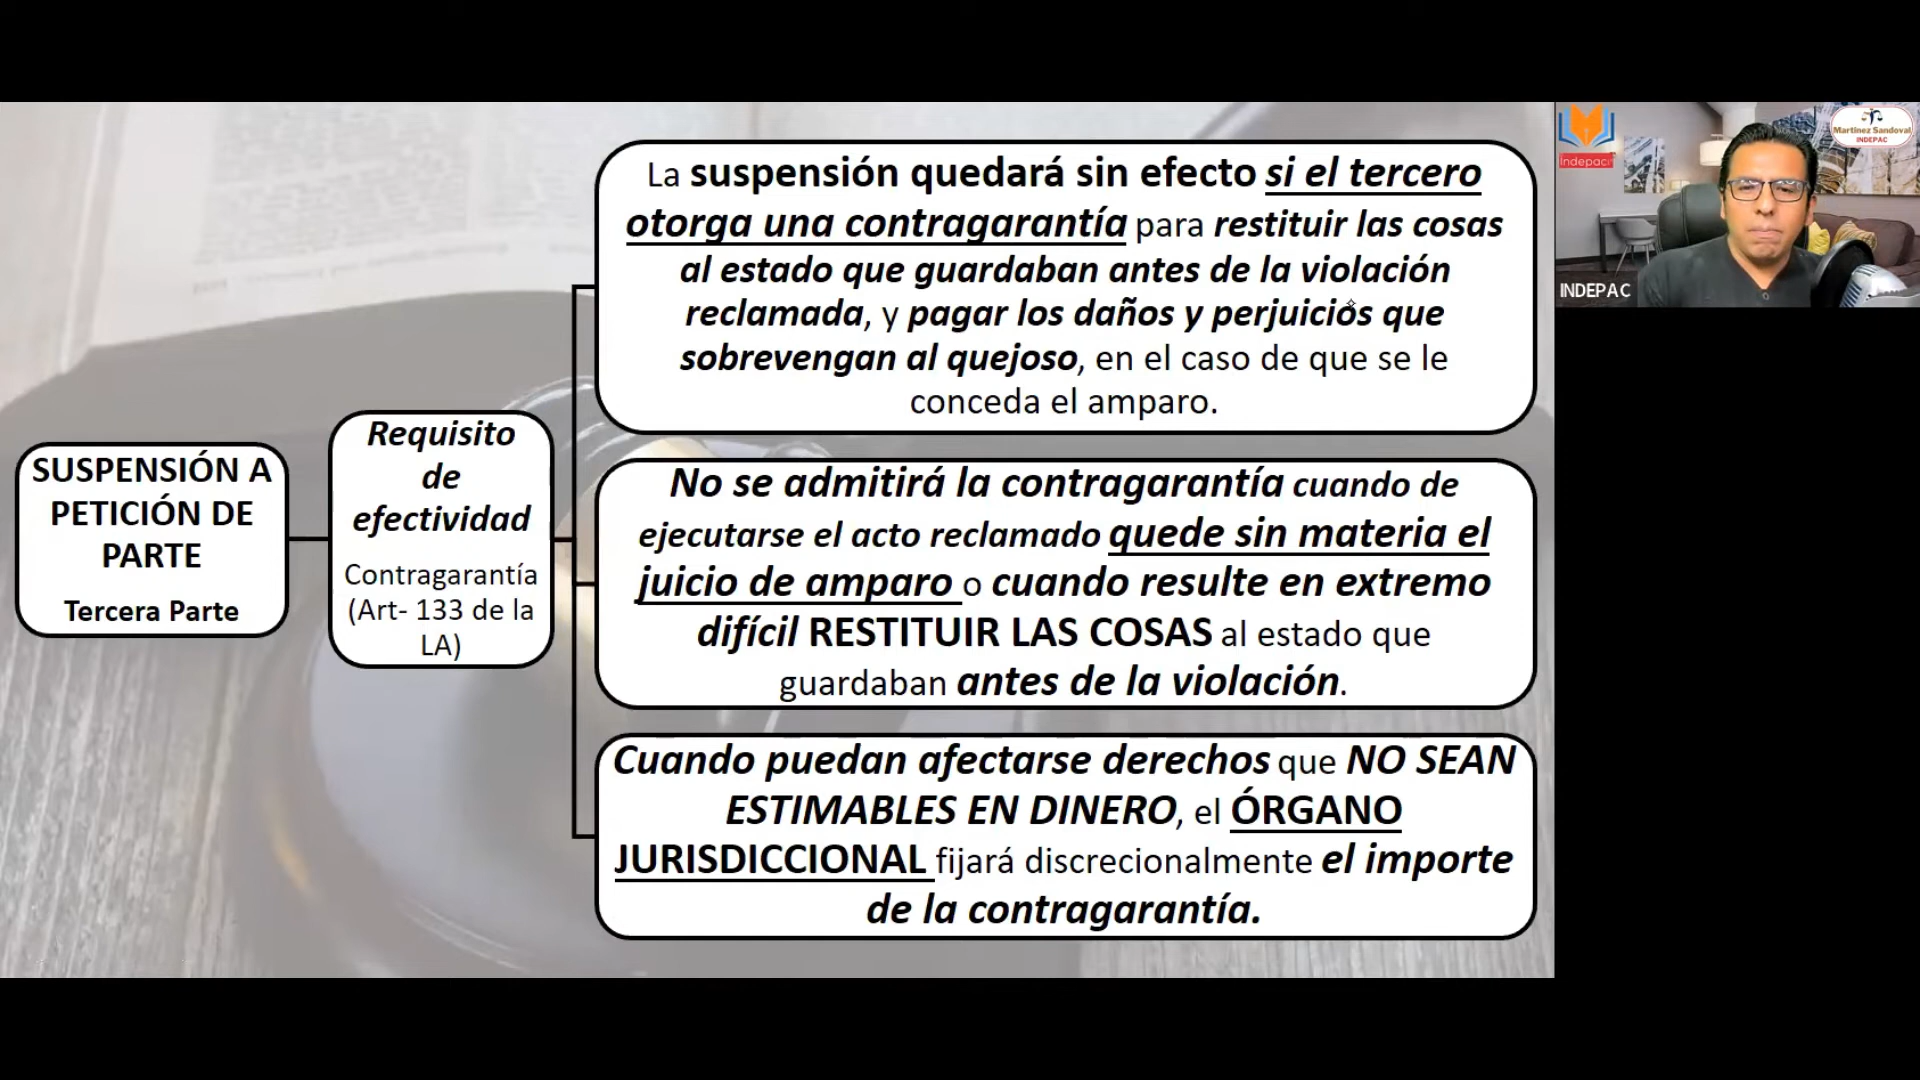 SUSPENSIÓN A
PETICIÓN DE
PARTE
Tercera Parte
Requisito
de
efectividad
Contragarantía
(Art- 133 de la
LA)
La suspensión quedará sin efecto si el tercero
otorga una contragarantía para restituir las cosas
al estado que guardaban antes de la violación
reclamada, y pagar los daños y perjuicios que
sobrevengan al quejoso, en el caso de que se le
conceda el amparo.
No se admitirá la contragarantía cuando de
ejecutarse el acto reclamado quede sin materia el
juicio de amparo o cuando resulte en extremo
difícil RESTITUIR LAS COSAS al estado que
guardaban antes de la violación.
Cuando puedan afectarse derechos que NO SEAN
ESTIMABLES EN DINERO, el ÓRGANO
JURISDICCIONAL fijará discrecionalmente el importe
de la contragarantía.
Indepac
Martínez Sandoval
INDEPAC
INDEPAC